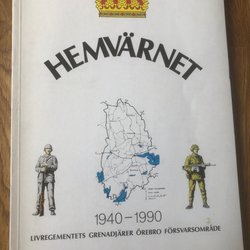 HEMVÄRNET
1940-1990
LIVREGEMENTETS GRENADJÄRER ÖREBRO FÖRSVARSOMRÅDE